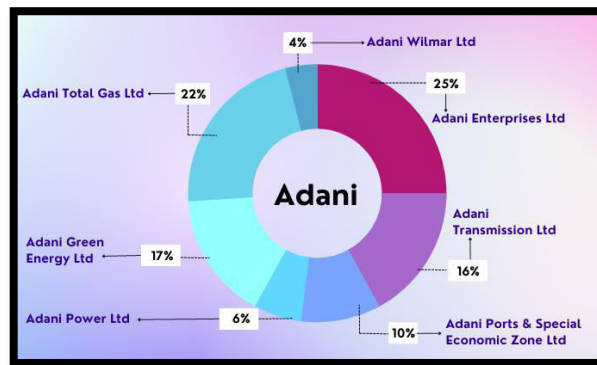 4%
Adani Wilmar Ltd
Adani Total Gas Ltd
22%
25%
Adani Enterprises Ltd
Adani
Adani
Transmission Ltd
16%
Adani Green
Energy Ltd
17%
Adani Power Ltd
6%
10%
Adani Ports & Special
Economic Zone Ltd